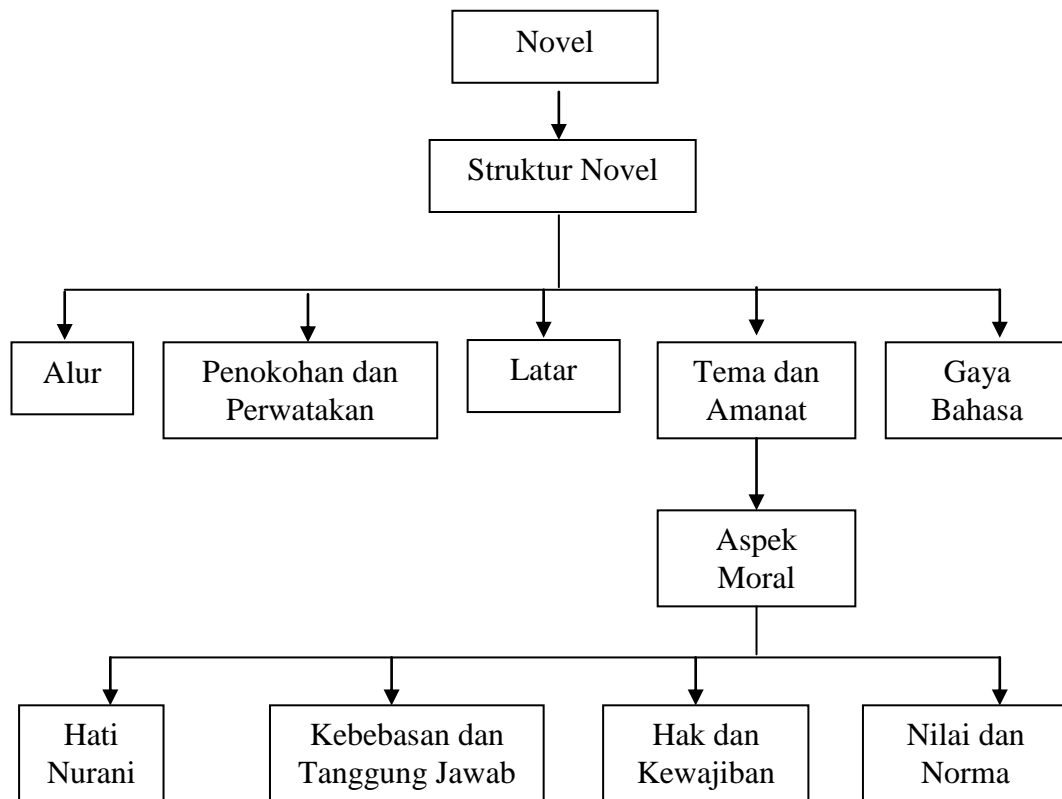 Novel
Struktur Novel
Alur
Penokohan dan
Perwatakan
Latar
Tema dan
Amanat
Gaya
Bahasa
Aspek
Moral
Hati
Nurani
Kebebasan dan
Tanggung Jawab
Hak dan
Kewajiban
Nilai dan
Norma